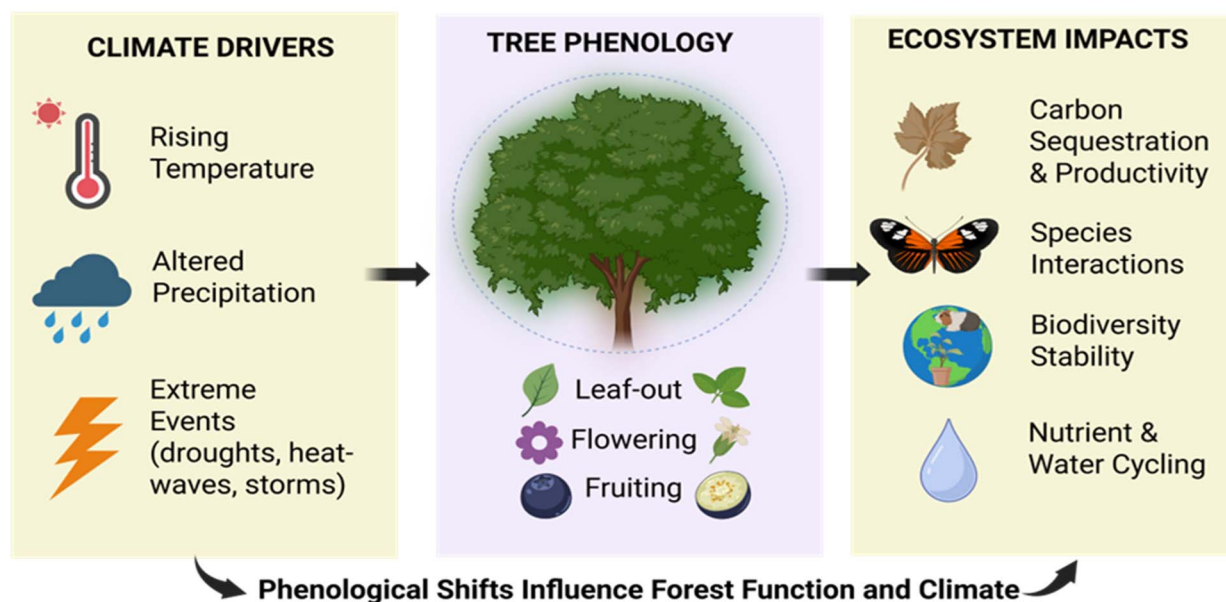 CLIMATE DRIVERS
Rising
Temperature
Altered
Precipitation
Extreme
Events
(droughts, heat-
waves, storms)
TREE PHENOLOGY
Leaf-out
Flowering
Fruiting
ECOSYSTEM IMPACTS
Carbon
Sequestration
& Productivity
Species
Interactions
Biodiversity
Stability
Nutrient &
Water Cycling
Phenological Shifts Influence Forest Function and Climate